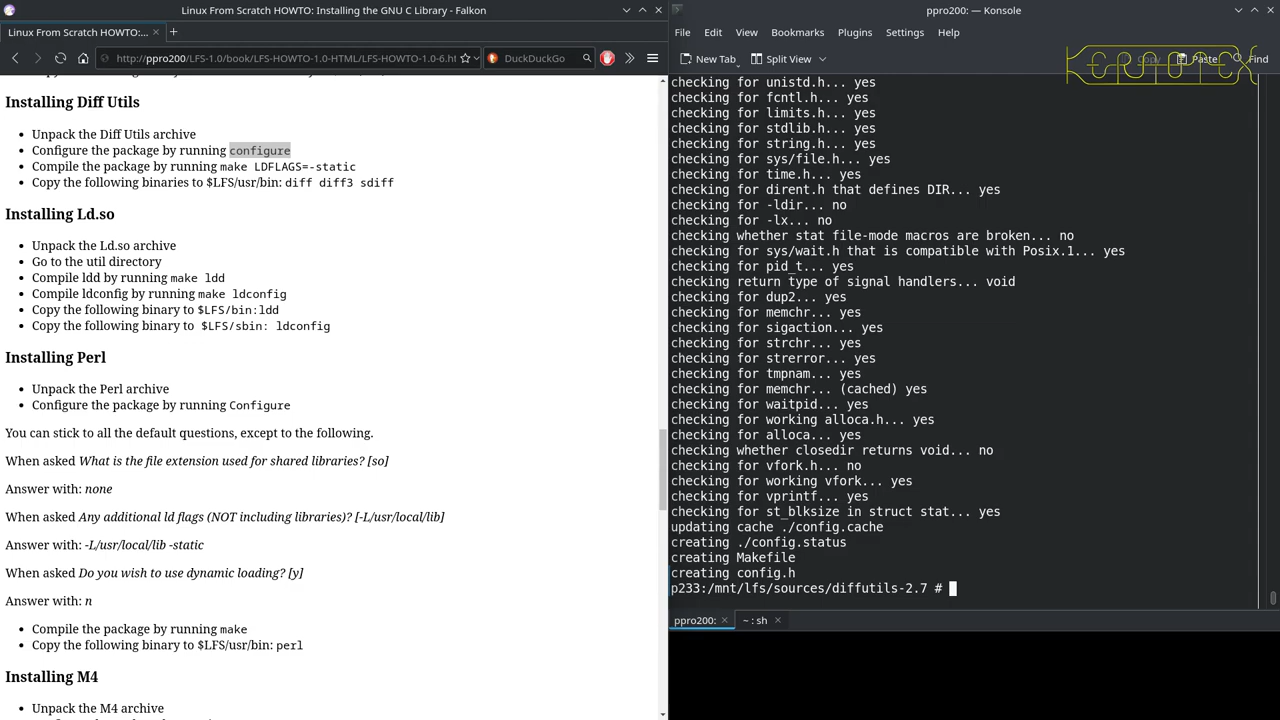 Linux From Scratch HOWTO: Installing the GNU C Library - Falkon
Linux From Scratch HOWTO:...
http://ppro200/LFS-1.0/book/LFS-HOWTO-1.0-HTML/LFS-HOWTO-1.0-6.ht
DuckDuckGo
Installing Diff Utils
Unpack the Diff Utils archive
Configure the package by running configure
Compile the package by running make LDFLAGS=-static
Copy the following binaries to $LFS/usr/bin: diff diff3 sdiff
Installing Ld.so
Unpack the Ld.so archive
Go to the util directory
Compile ldd by running make ldd
Compile ldconfig by running make ldconfig
Copy the following binary to $LFS/bin:ldd
Copy the following binary to $LFS/sbin: ldconfig
Installing Perl
Unpack the Perl archive
Configure the package by running Configure
You can stick to all the default questions, except to the following.
When asked What is the file extension used for shared libraries? [so]
Answer with: none
When asked Any additional ld flags (NOT including libraries)? [-L/usr/local/lib]
Answer with: -L/usr/local/lib -static
When asked Do you wish to use dynamic loading? [y]
Answer with: n
Compile the package by running make
Copy the following binary to $LFS/usr/bin: perl
Installing M4
Unpack the M4 archive
ppro200: — Konsole
File Edit View Bookmarks Plugins Settings Help
New Tab Split View Copy Paste Find
checking for unistd.h... yes
checking for fcntl.h... yes
checking for limits.h... yes
checking for stdlib.h... yes
checking for string.h... yes
checking for sys/file.h... yes
checking for time.h... yes
checking for dirent.h that defines DIR... yes
checking for -ldir... no
checking for -lx... no
checking whether stat file-mode macros are broken... no
checking for sys/wait.h that is compatible with Posix.1... yes
checking for pid_t... yes
checking return type of signal handlers... void
checking for dup2... yes
checking for memchr... yes
checking for sigaction... yes
checking for strchr... yes
checking for strerror... yes
checking for tmpnam... yes
checking for memchr... (cached) yes
checking for waitpid... yes
checking for working alloca.h... yes
checking for alloca... yes
checking whether closedir returns void... no
checking for vfork.h... no
checking for working vfork... yes
checking for vprintf... yes
checking for st_blksize in struct stat... yes
updating cache ./config.cache
creating ./config.status
creating Makefile
creating config.h
p233:/mnt/lfs/sources/diffutils-2.7 #
ppro200: ~ : sh